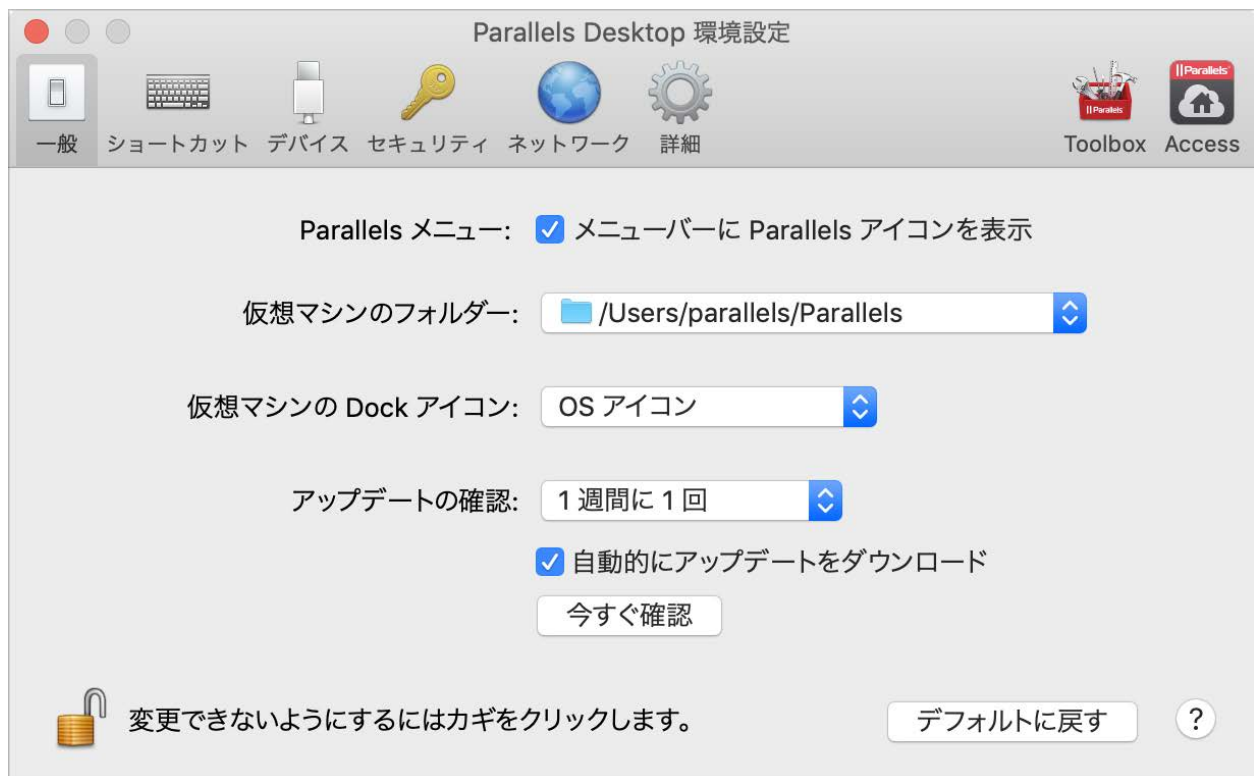 Parallels Desktop 環境設定
||Parallels
||Parallels
一般 ショートカット デバイス セキュリティ ネットワーク 詳細 Toolbox Access
Parallels メニュー: メニューバーに Parallels アイコンを表示
仮想マシンのフォルダー: /Users/parallels/Parallels
仮想マシンの Dock アイコン: OS アイコン
アップデートの確認: 1 週間に 1 回
自動的にアップデートをダウンロード
今すぐ確認
変更できないようにするにはカギをクリックします。 デフォルトに戻す ?